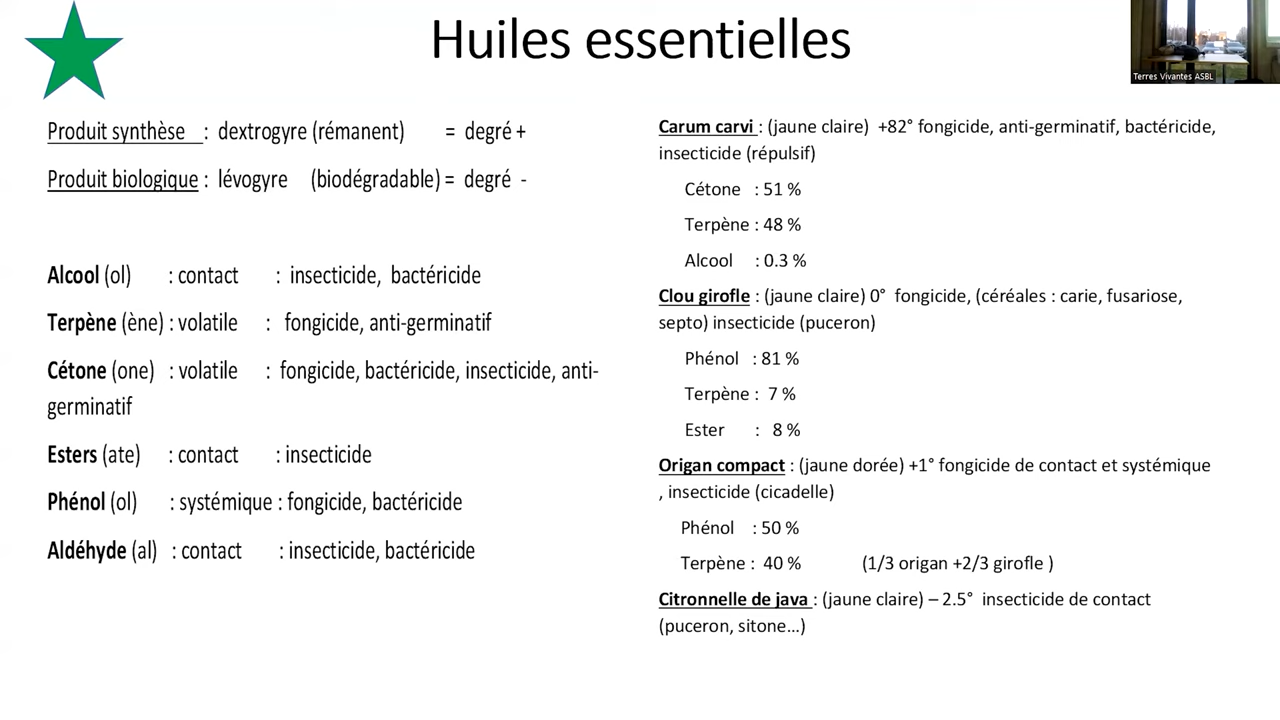 Huiles essentielles
Terres Vivantes ASBL
Produit synthèse : dextrogyre (rémanent) = degré +
Produit biologique : lévogyre (biodégradable) = degré -
Alcool (ol) : contact : insecticide, bactéricide
Terpène (ène) : volatile : fongicide, anti-germinatif
Cétone (one) : volatile : fongicide, bactéricide, insecticide, anti-
germinatif
Esters (ate) : contact : insecticide
Phénol (ol) : systémique : fongicide, bactéricide
Aldéhyde (al) : contact : insecticide, bactéricide
Carum carvi : (jaune claire) +82° fongicide, anti-germinatif, bactéricide,
insecticide (répulsif)
Cétone : 51 %
Terpène : 48 %
Alcool : 0.3 %
Clou girofle : (jaune claire) 0° fongicide, (céréales : carie, fusariose,
septo) insecticide (puceron)
Phénol : 81 %
Terpène : 7 %
Ester : 8 %
Origan compact : (jaune dorée) +1° fongicide de contact et systémique
, insecticide (cicadelle)
Phénol : 50 %
Terpène : 40 % (1/3 origan +2/3 girofle )
Citronnelle de java : (jaune claire) – 2.5° insecticide de contact
(puceron, sitone...)